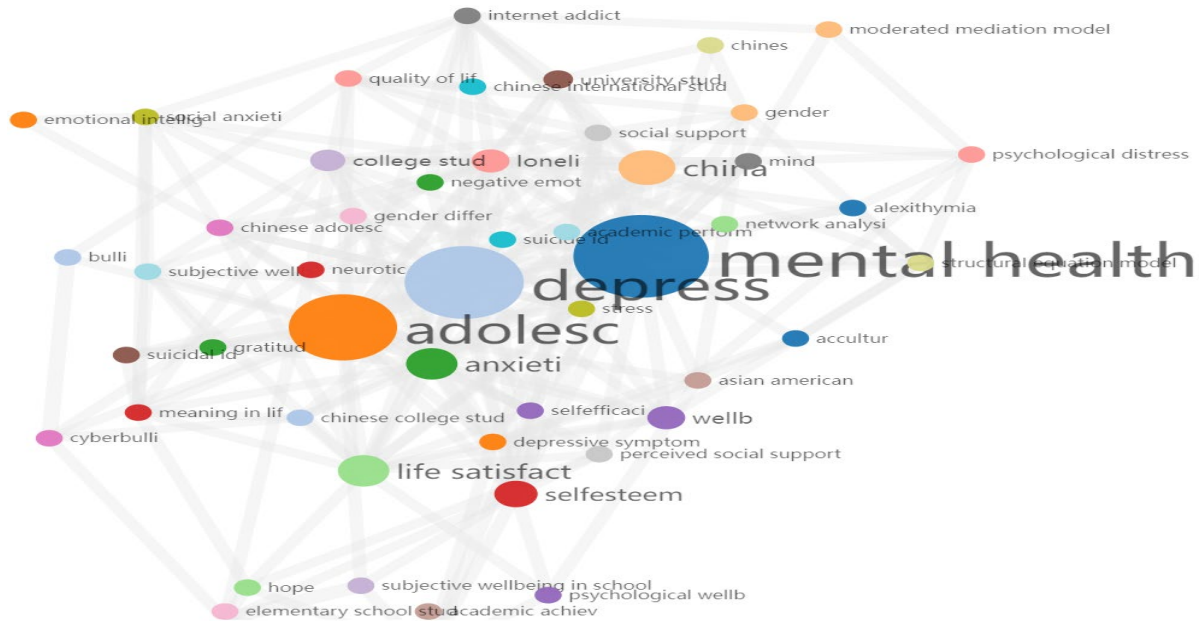 internet addict
moderated mediation model
chines
quality of lif
university stud
chinese international stud
emotional intellig
social anxieti
gender
social support
college stud
loneli
china
mind
psychological distress
negative emot
gender differ
alexithymia
chinese adolesc
suicide id
academic perform
network analysi
bulli
subjective wellb
neurotic
mental health
structural equation model
depress
stress
adolesc
accultur
suicidal id
gratitud
anxieti
asian american
meaning in lif
chinese college stud
selfefficaci
wellb
cyberbulli
depressive symptom
perceived social support
life satisfact
selfesteem
hope
subjective wellbeing in school
psychological wellb
elementary school stud
academic achiev